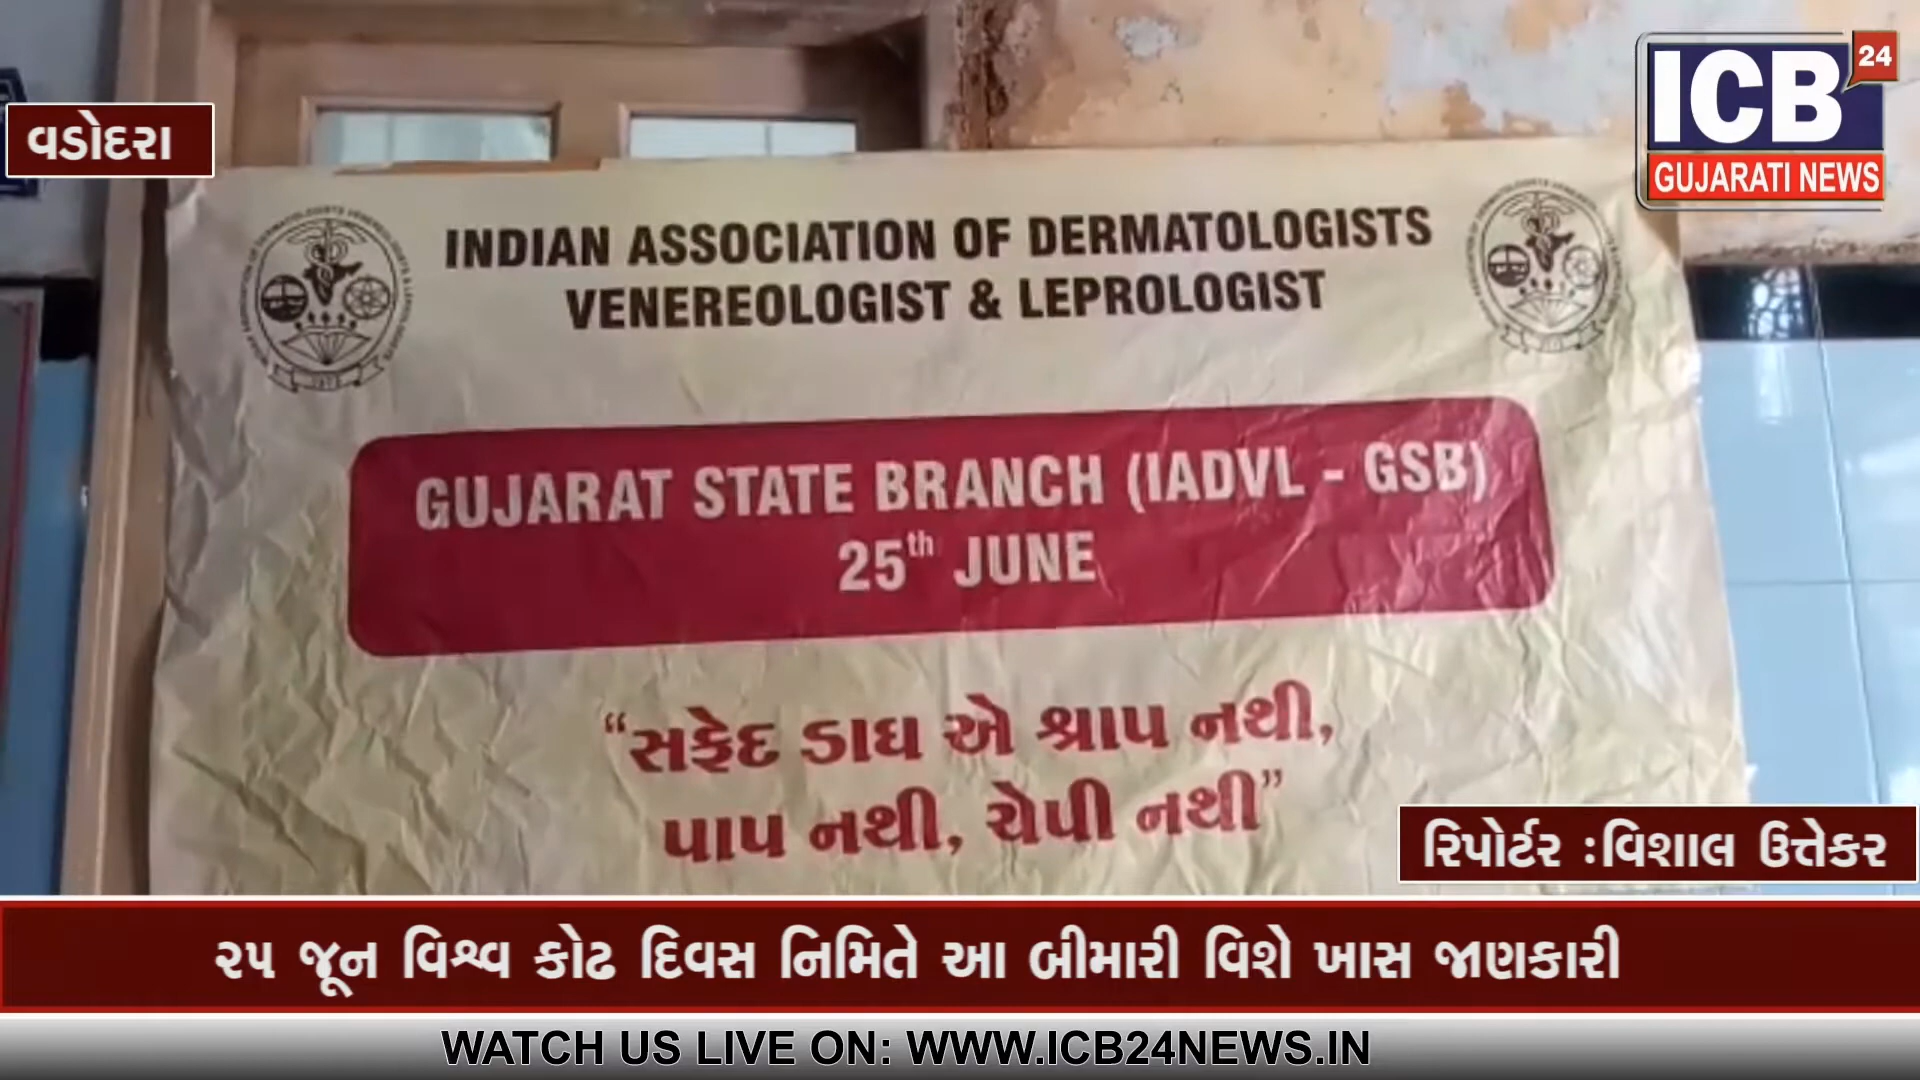 ICB 24
GUJARATI NEWS
વડોદરા
INDIAN ASSOCIATION OF DERMATOLOGISTS
VENEREOLOGIST & LEPROLOGIST
GUJARAT STATE BRANCH (IADVL - GSB)
25th JUNE
“સફેદ ડાઘ એ શ્રાપ નથી,
પાપ નથી, ચેપી નથી”
રિપોર્ટર :વિશાલ ઉત્તેકર
૨૫ જૂન વિશ્વ કોઢ દિવસ નિમિતે આ બીમારી વિશે ખાસ જાણકારી
WATCH US LIVE ON: WWW.ICB24NEWS.IN